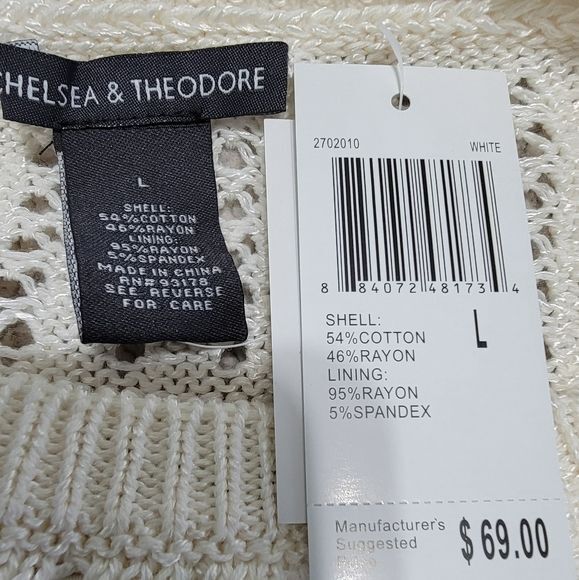 CHELSEA & THEODORE
L
SHELL:
54%COTTON
46%RAYON
LINING:
95%RAYON
5%SPANDEX
MADE IN CHINA
RN#93178
SEE REVERSE
FOR CARE
2702010 WHITE
8 84072 48173 4
SHELL:
54%COTTON
46%RAYON
LINING:
95%RAYON
5%SPANDEX
L
Manufacturer's
Suggested
$69.00